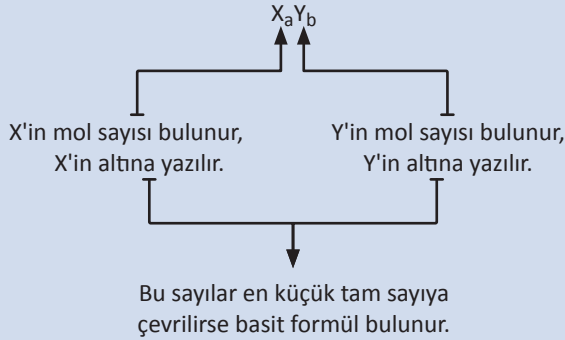 XₐY_b
X'in mol sayısı bulunur,
X'in altına yazılır.
Y'in mol sayısı bulunur,
Y'in altına yazılır.
Bu sayılar en küçük tam sayıya
çevrilirse basit formül bulunur.